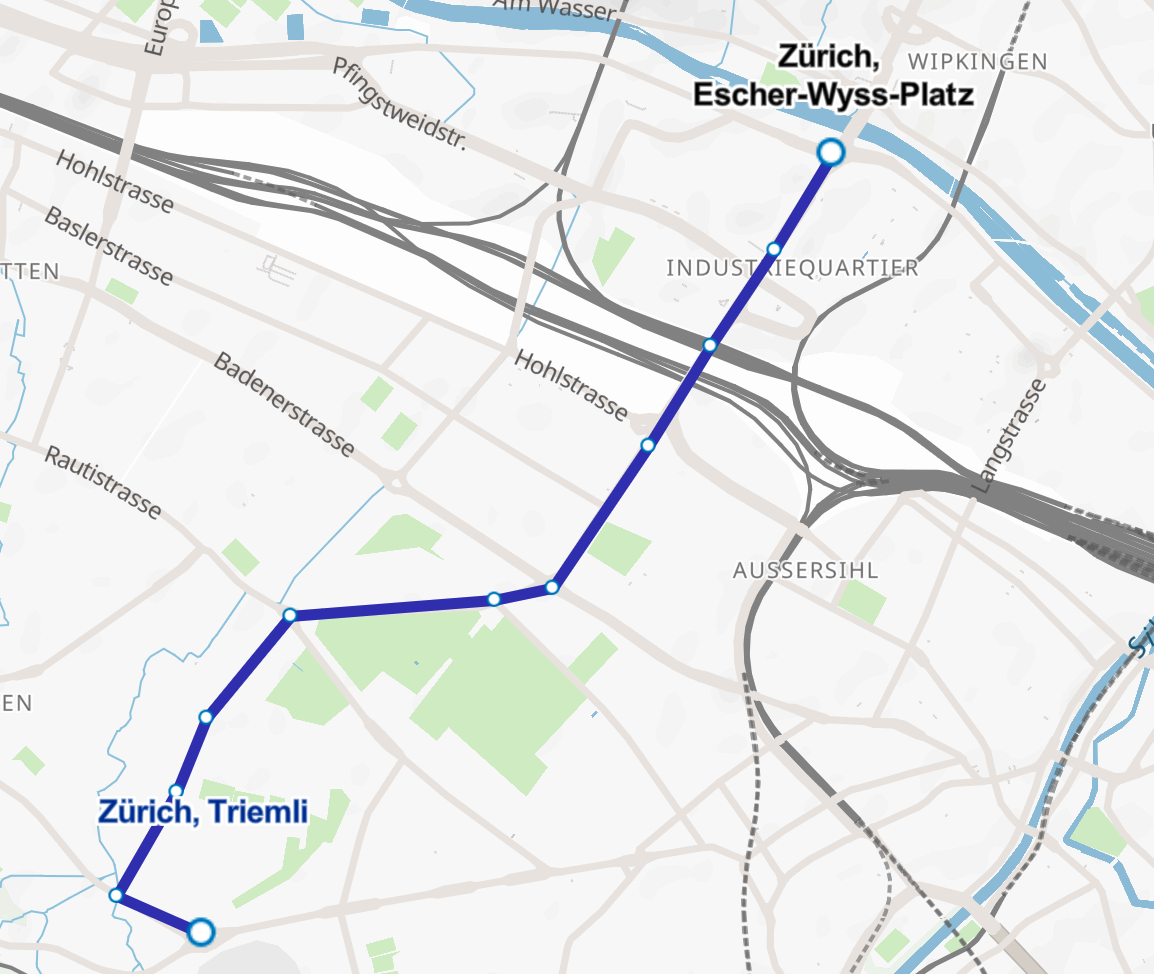 Am Wasser
Europ
Zürich,
Escher-Wyss-Platz
WIPKINGEN
Pfingstweidstr.
Hohlstrasse
Baslerstrasse
TTEN
INDUSTRIEQUARTIER
Badenerstrasse
Hohlstrasse
Langstrasse
Rautistrasse
AUSSERSIHL
EN
Zürich, Triemli